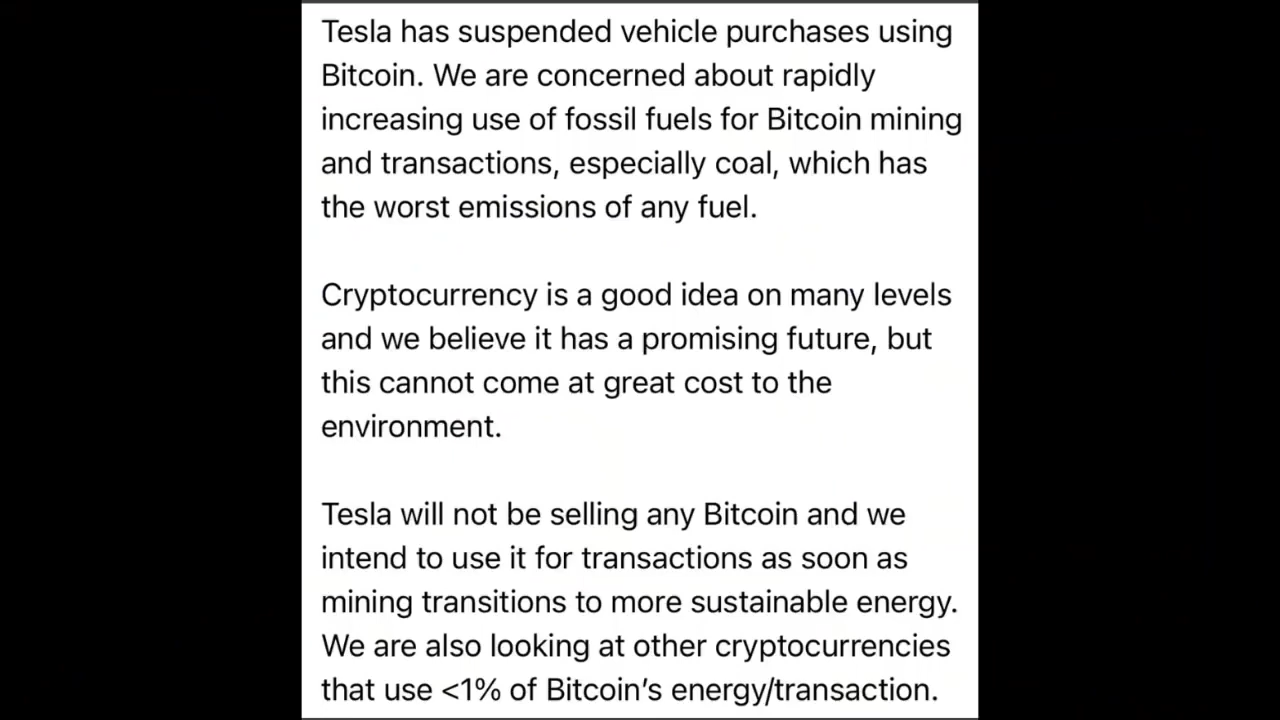 Tesla has suspended vehicle purchases using
Bitcoin. We are concerned about rapidly
increasing use of fossil fuels for Bitcoin mining
and transactions, especially coal, which has
the worst emissions of any fuel.
Cryptocurrency is a good idea on many levels
and we believe it has a promising future, but
this cannot come at great cost to the
environment.
Tesla will not be selling any Bitcoin and we
intend to use it for transactions as soon as
mining transitions to more sustainable energy.
We are also looking at other cryptocurrencies
that use <1% of Bitcoin’s energy/transaction.